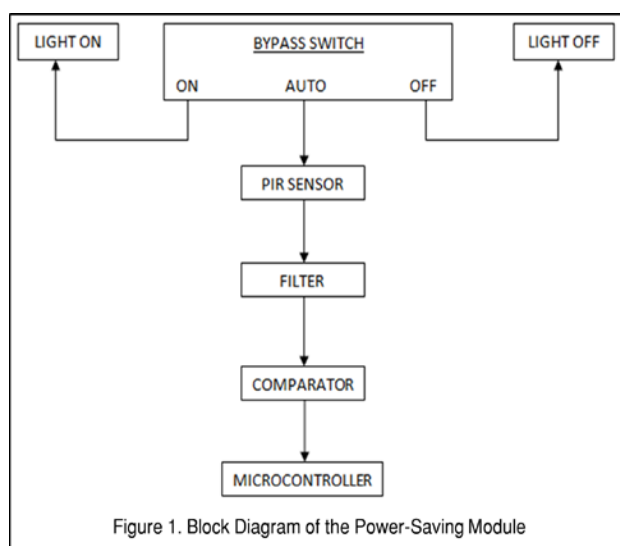 LIGHT ON
BYPASS SWITCH
LIGHT OFF
ON AUTO OFF
PIR SENSOR
FILTER
COMPARATOR
MICROCONTROLLER
Figure 1. Block Diagram of the Power-Saving Module